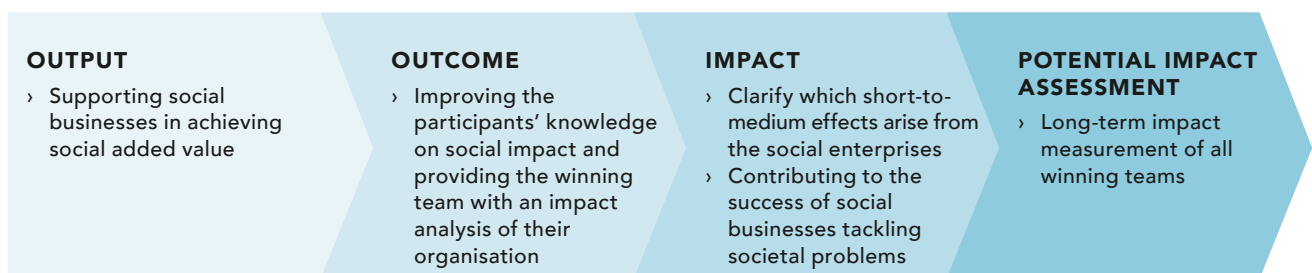 OUTPUT
› Supporting social
businesses in achieving
social added value
OUTCOME
› Improving the
participants’ knowledge
on social impact and
providing the winning
team with an impact
analysis of their
organisation
IMPACT
› Clarify which short-to-
medium effects arise from
the social enterprises
› Contributing to the
success of social
businesses tackling
societal problems
POTENTIAL IMPACT
ASSESSMENT
› Long-term impact
measurement of all
winning teams